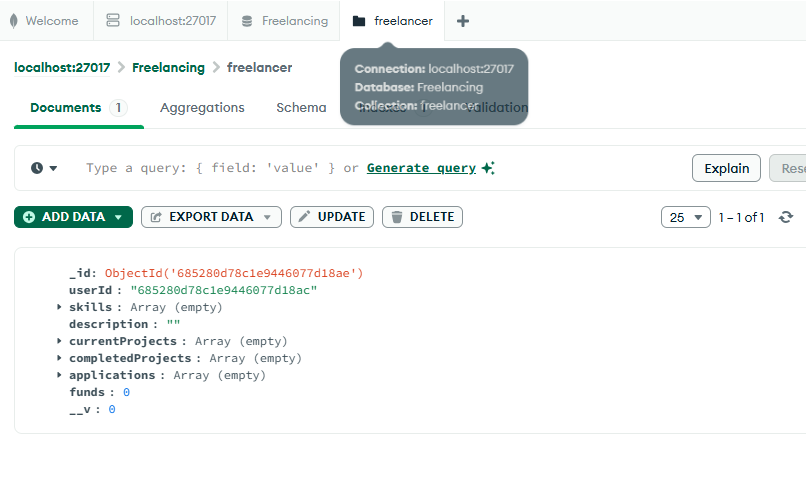 Welcome localhost:27017 Freelancing freelancer
localhost:27017 Freelancing freelancer
Connection: localhost:27017
Database: Freelancing
Collection: freelancer
Documents 1 Aggregations Schema Validation
Type a query: { field: 'value' } or Generate query
Explain
ADD DATA EXPORT DATA UPDATE DELETE 25 1 – 1 of 1
_id: ObjectId('685280d78c1e9446077d18ae')
userId : "685280d78c1e9446077d18ac"
skills : Array (empty)
description : ""
currentProjects : Array (empty)
completedProjects : Array (empty)
applications : Array (empty)
funds : 0
__v : 0